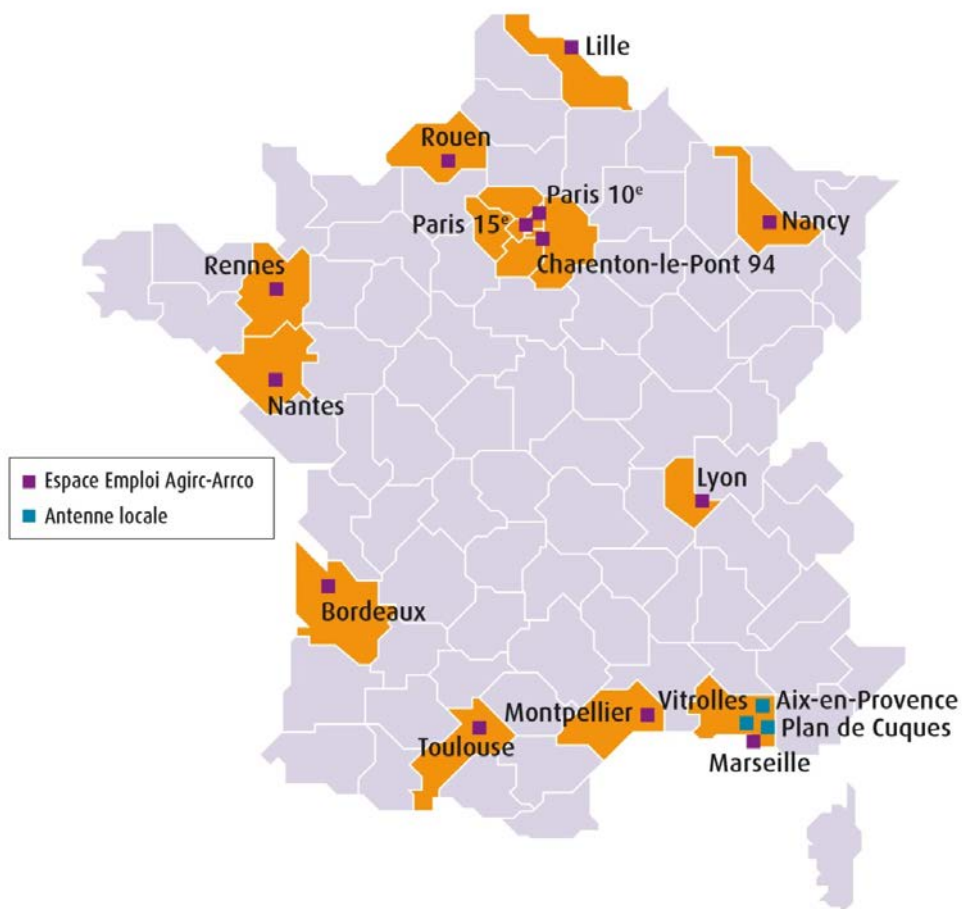 Lille
Rouen
Paris 10e
Paris 15e
Nancy
Charenton-le-Pont 94
Rennes
Nantes
Espace Emploi Agirc-Arrco
Antenne locale
Lyon
Bordeaux
Vitrolles
Aix-en-Provence
Montpellier
Plan de Cuques
Toulouse
Marseille